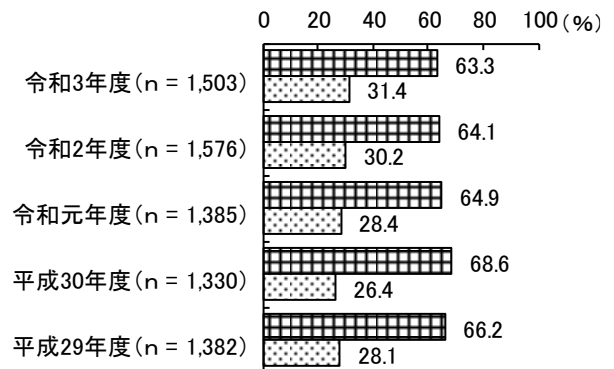 0 20 40 60 80 100(%)
令和3年度(n = 1,503) 63.3
31.4
令和2年度(n = 1,576) 64.1
30.2
令和元年度(n = 1,385) 64.9
28.4
平成30年度(n = 1,330) 68.6
26.4
平成29年度(n = 1,382) 66.2
28.1